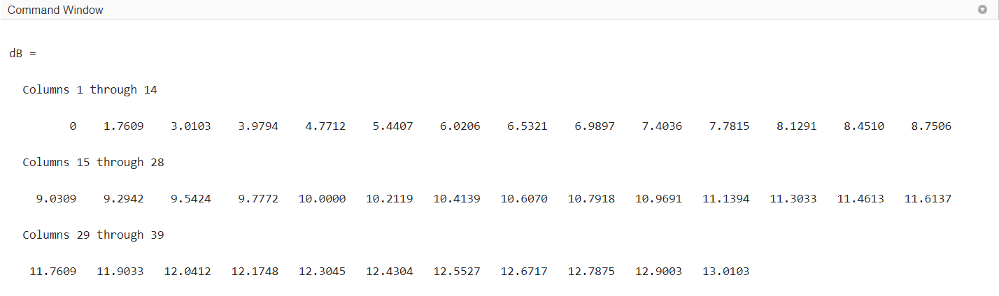 Command Window
dB =
Columns 1 through 14
0 1.7609 3.0103 3.9794 4.7712 5.4407 6.0206 6.5321 6.9897 7.4036 7.7815 8.1291 8.4510 8.7506
Columns 15 through 28
9.0309 9.2942 9.5424 9.7772 10.0000 10.2119 10.4139 10.6070 10.7918 10.9691 11.1394 11.3033 11.4613 11.6137
Columns 29 through 39
11.7609 11.9033 12.0412 12.1748 12.3045 12.4304 12.5527 12.6717 12.7875 12.9003 13.0103